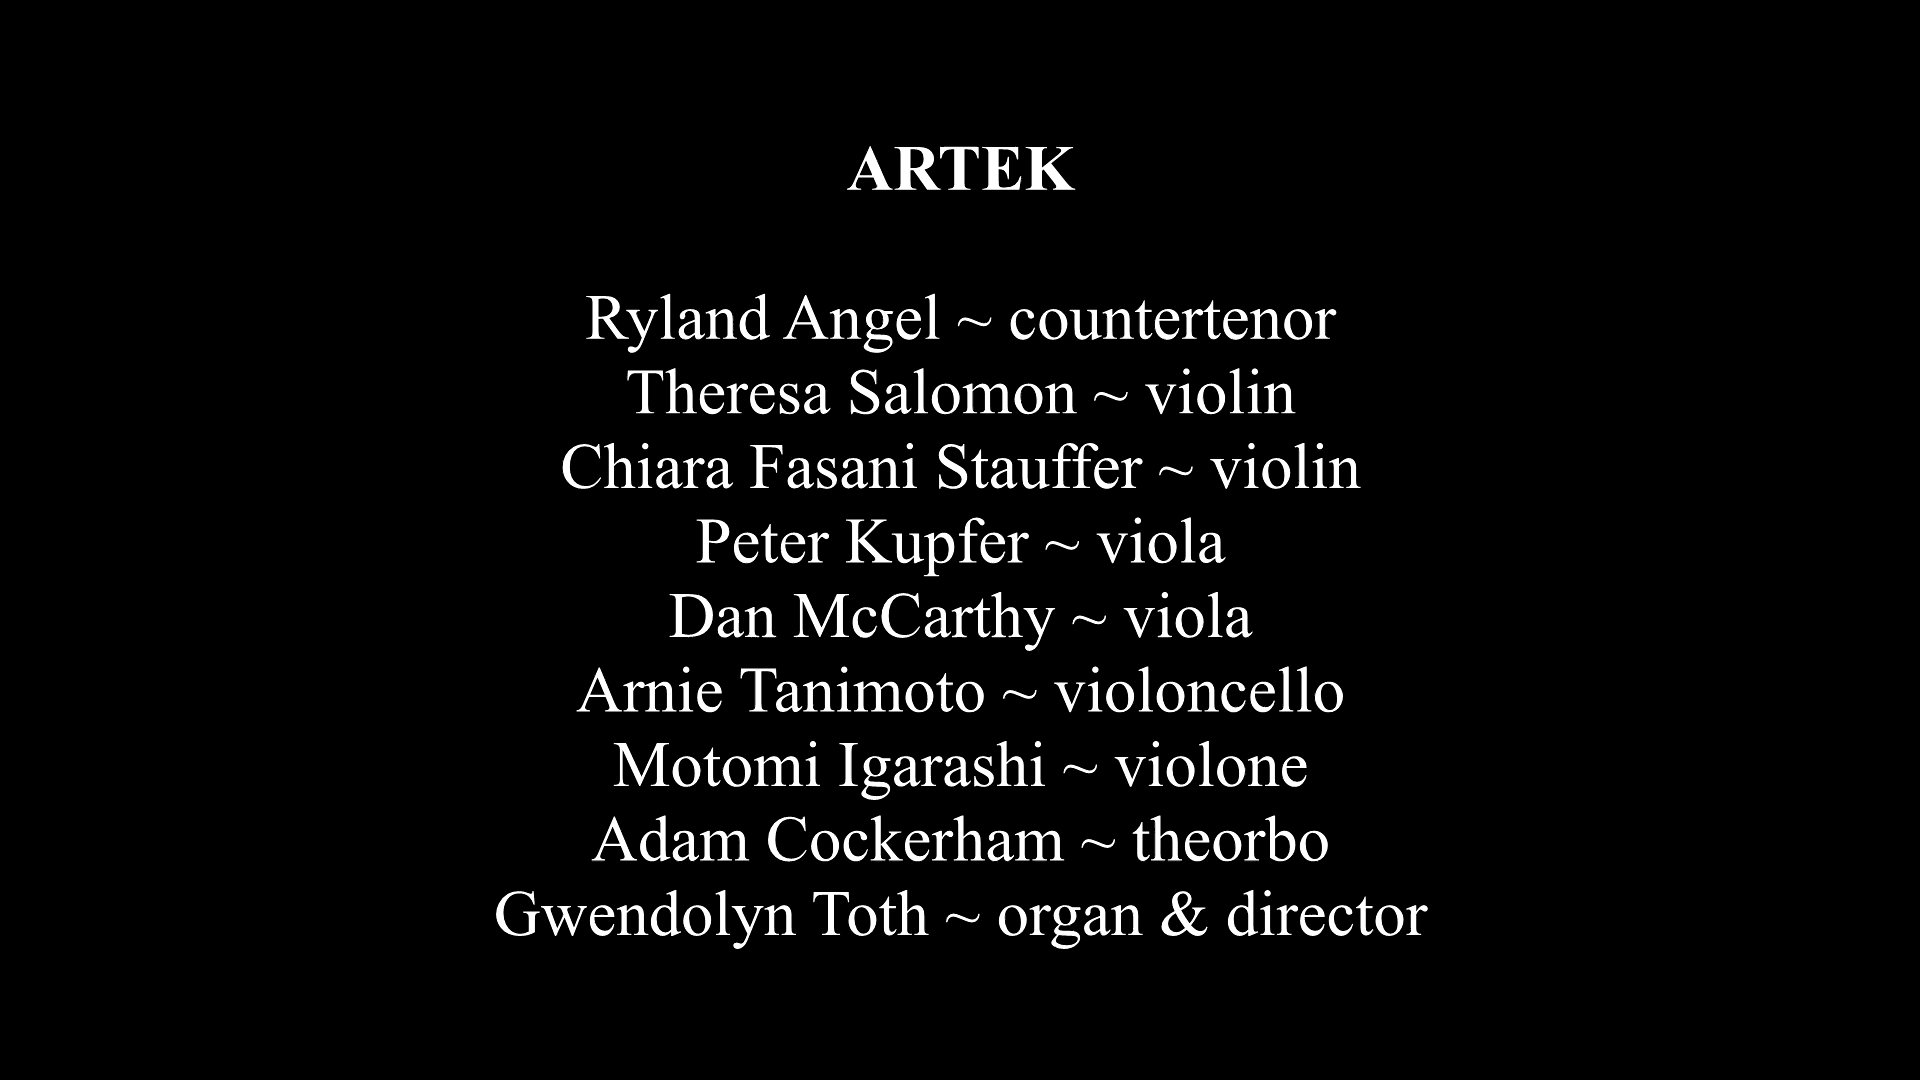 ARTEK
Ryland Angel ~ countertenor
Theresa Salomon ~ violin
Chiara Fasani Stauffer ~ violin
Peter Kupfer ~ viola
Dan McCarthy ~ viola
Arnie Tanimoto ~ violoncello
Motomi Igarashi ~ violone
Adam Cockerham ~ theorbo
Gwendolyn Toth ~ organ & director